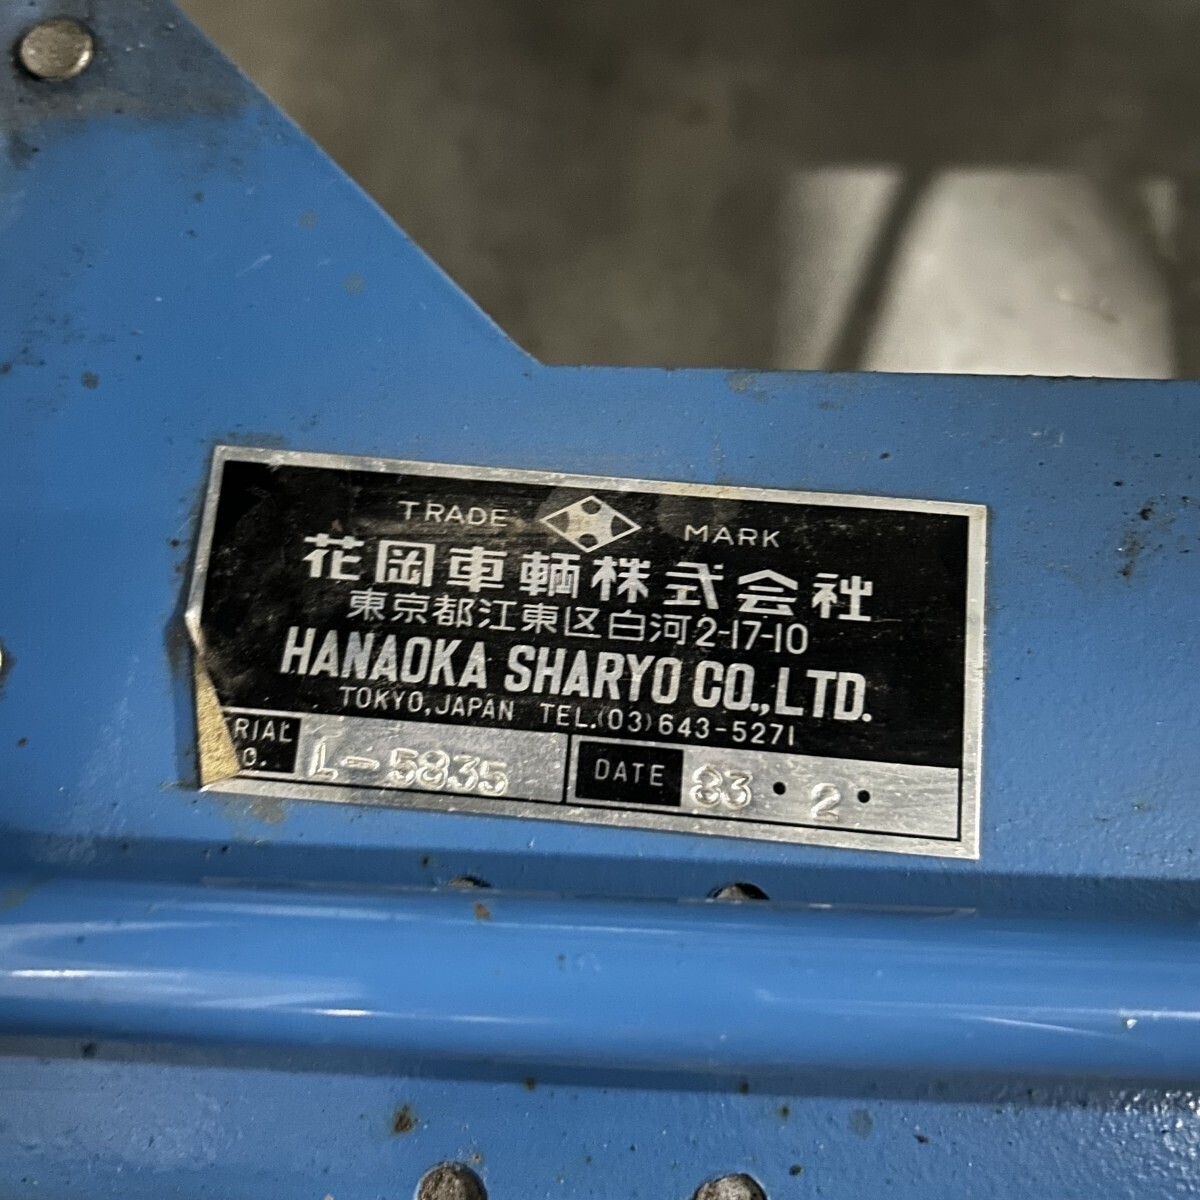 TRADE MARK
花岡車輌株式会社
東京都江東区白河2-17-10
HANAOKA SHARYO CO.,LTD.
TOKYO, JAPAN TEL.(03)643-5271
L-5835 DATE 83・2・